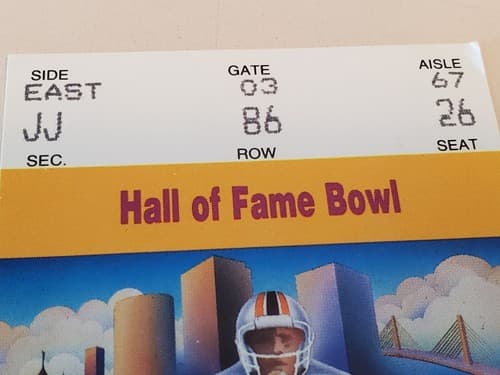 SIDE GATE AISLE
EAST 03 67
JJ 86 26
SEC. ROW SEAT
Hall of Fame Bowl